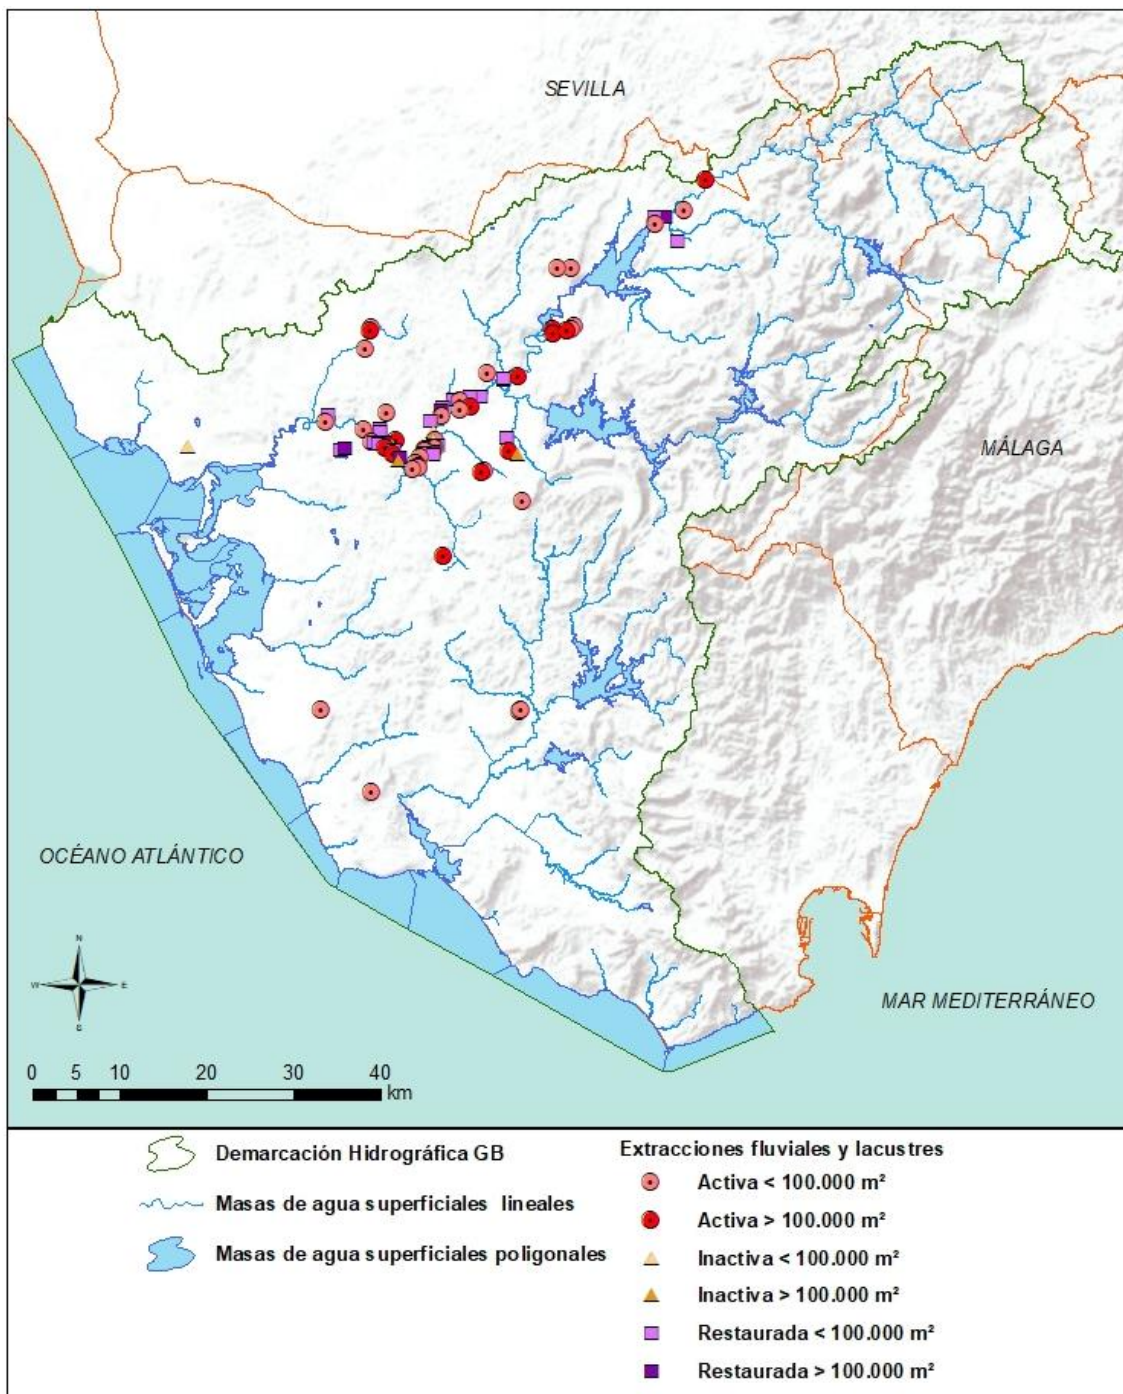 SEVILLA
MÁLAGA
OCÉANO ATLÁNTICO
MAR MEDITERRÁNEO
N
W E
S
0 5 10 20 30 40
km
Demarcación Hidrográfica GB
Masas de agua superficiales lineales
Masas de agua superficiales poligonales
Extracciones fluviales y lacustres
Activa < 100.000 m²
Activa > 100.000 m²
Inactiva < 100.000 m²
Inactiva > 100.000 m²
Restaurada < 100.000 m²
Restaurada > 100.000 m²